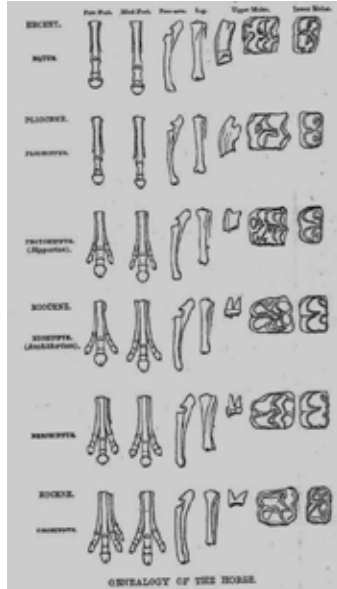 Fore Foot. Hind Foot. Fore-arm. Leg. Upper Molar. Lower Molar.
RECENT.
EQUUS.
PLIOCENE.
PLIOHIPPUS.
PROTOHIPPUS.
(Hipparion).
MIOCENE.
MIOHIPPUS.
(Anchitherium).
MESOHIPPUS.
EOCENE.
OROHIPPUS.
GENEALOGY OF THE HORSE.